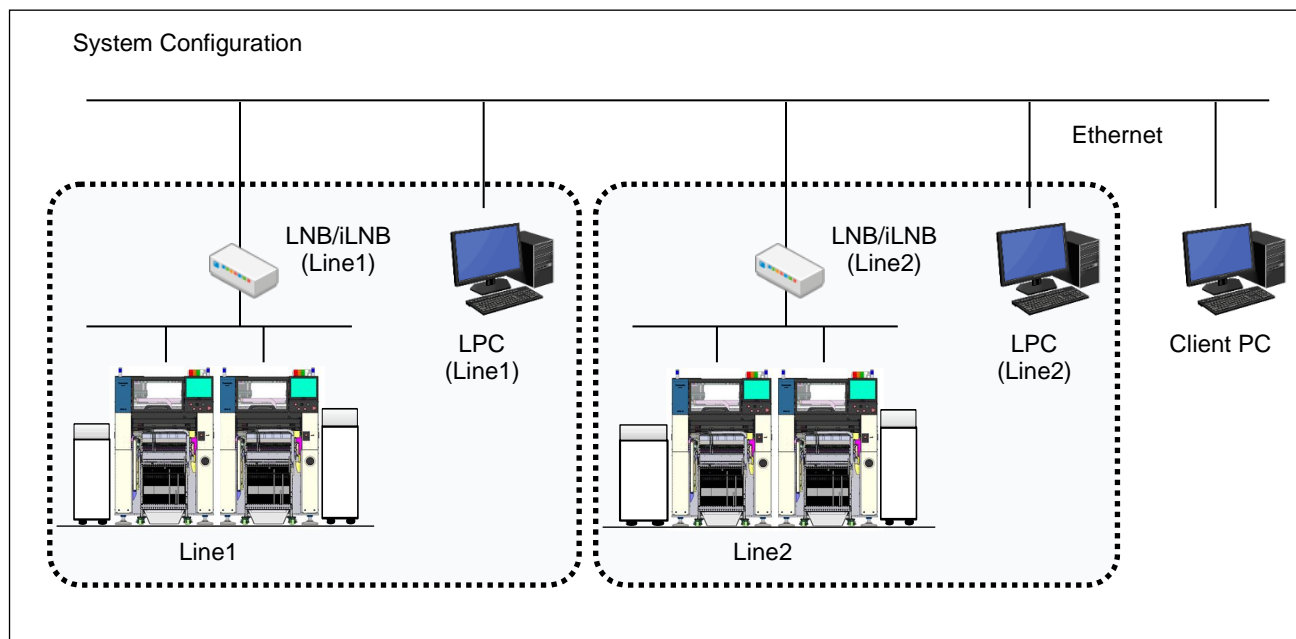 System Configuration
Ethernet
LNB/iLNB
(Line1)
LNB/iLNB
(Line2)
LPC
(Line1)
LPC
(Line2)
Client PC
Line1
Line2